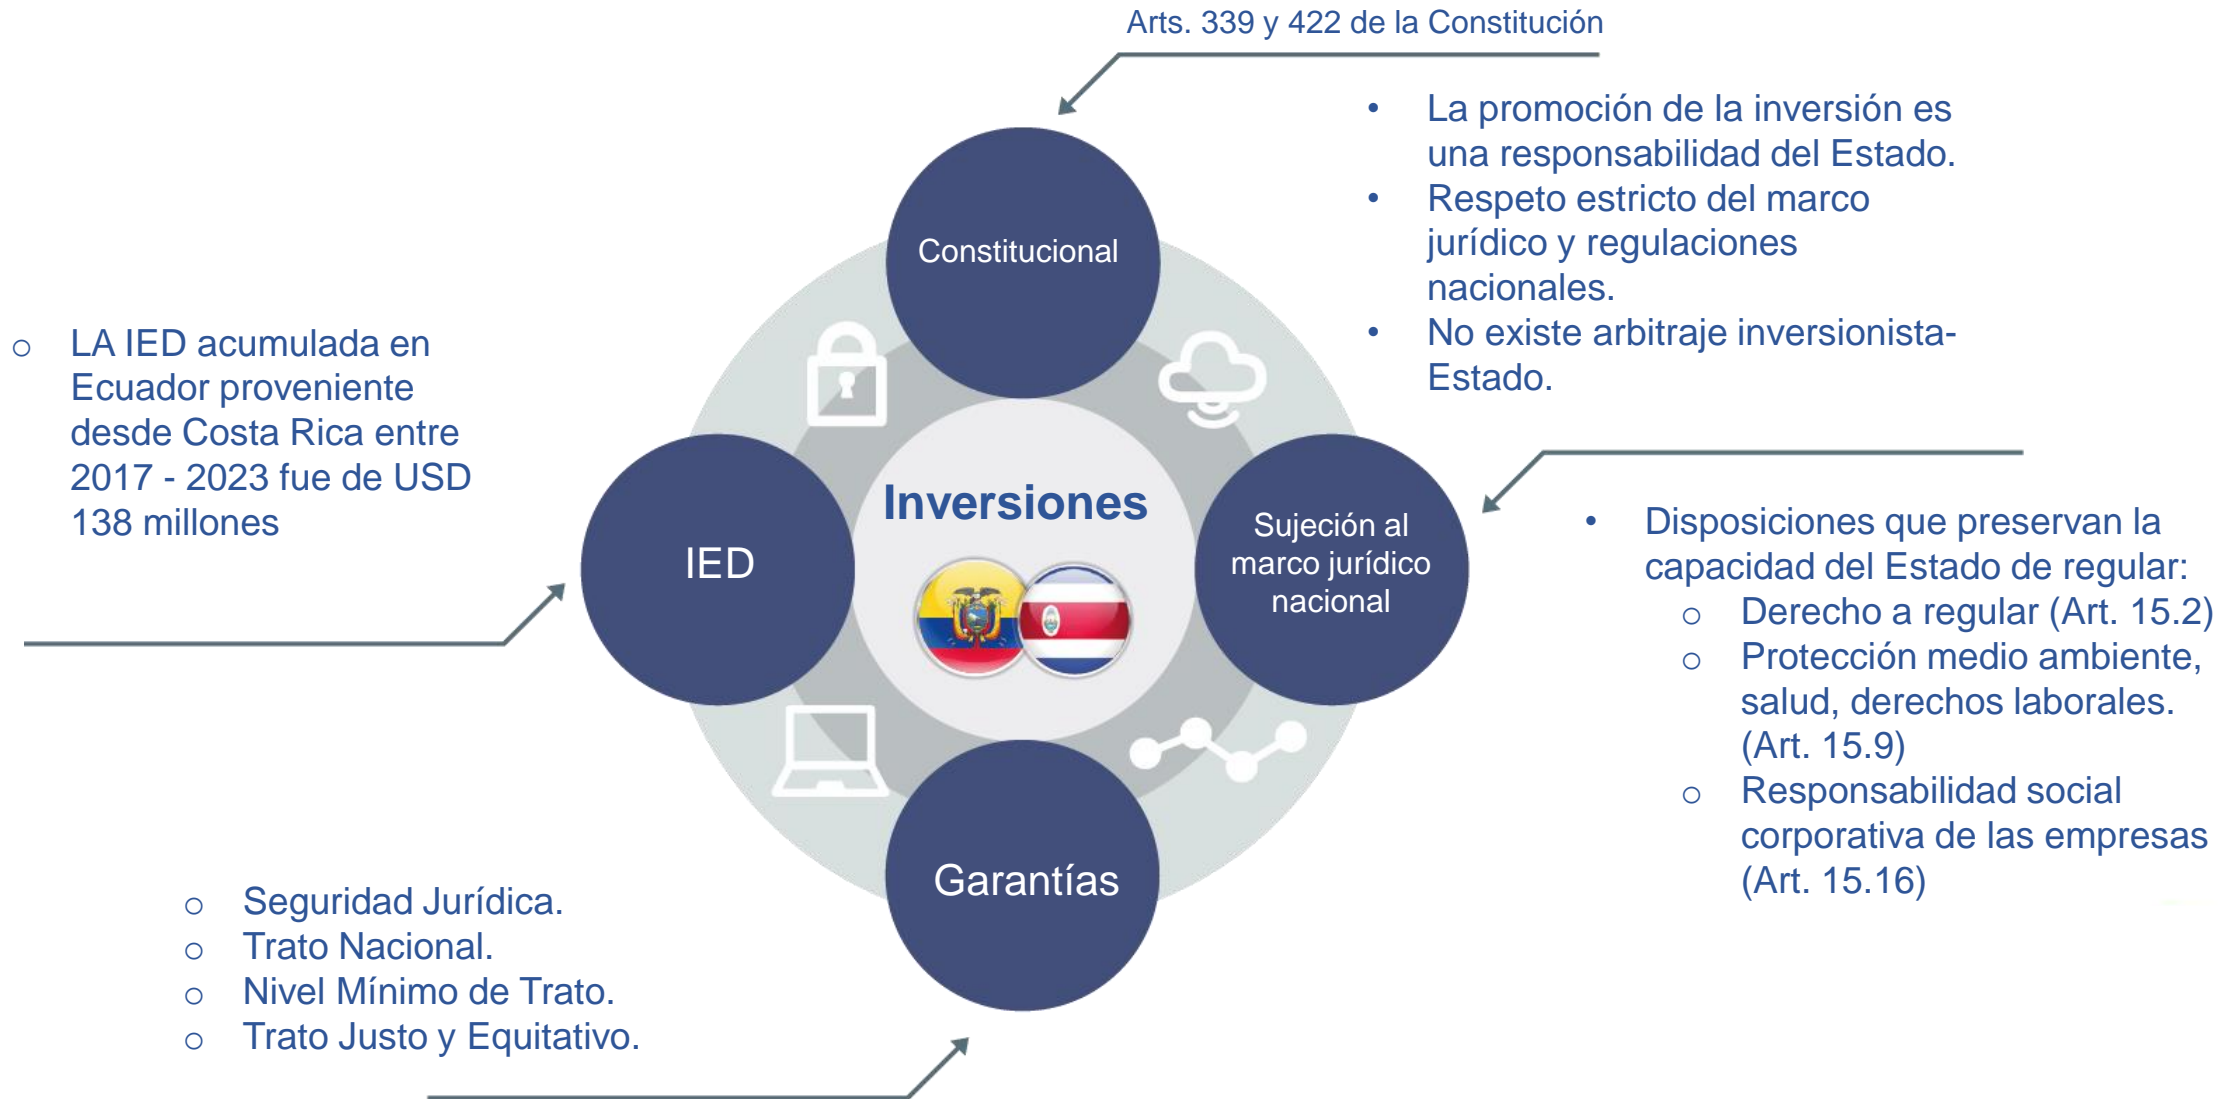 Arts. 339 y 422 de la Constitución
• La promoción de la inversión es
una responsabilidad del Estado.
• Respeto estricto del marco
jurídico y regulaciones
nacionales.
• No existe arbitraje inversionista-
Estado.
Constitucional
o LA IED acumulada en
Ecuador proveniente
desde Costa Rica entre
2017 - 2023 fue de USD
138 millones
IED
Inversiones
Sujeción al
marco jurídico
nacional
• Disposiciones que preservan la
capacidad del Estado de regular:
o Derecho a regular (Art. 15.2)
o Protección medio ambiente,
salud, derechos laborales.
(Art. 15.9)
o Responsabilidad social
corporativa de las empresas
(Art. 15.16)
Garantías
o Seguridad Jurídica.
o Trato Nacional.
o Nivel Mínimo de Trato.
o Trato Justo y Equitativo.